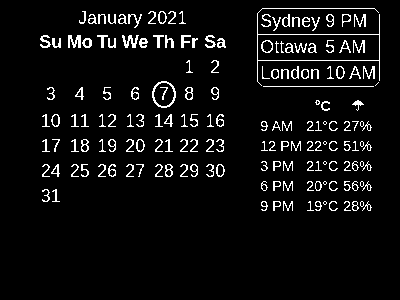 January 2021
Su Mo Tu We Th Fr Sa
1 2
3 4 5 6 7 8 9
10 11 12 13 14 15 16
17 18 19 20 21 22 23
24 25 26 27 28 29 30
31
Sydney 9 PM
Ottawa 5 AM
London 10 AM
°C ☂
9 AM 21°C 27%
12 PM 22°C 51%
3 PM 21°C 26%
6 PM 20°C 56%
9 PM 19°C 28%